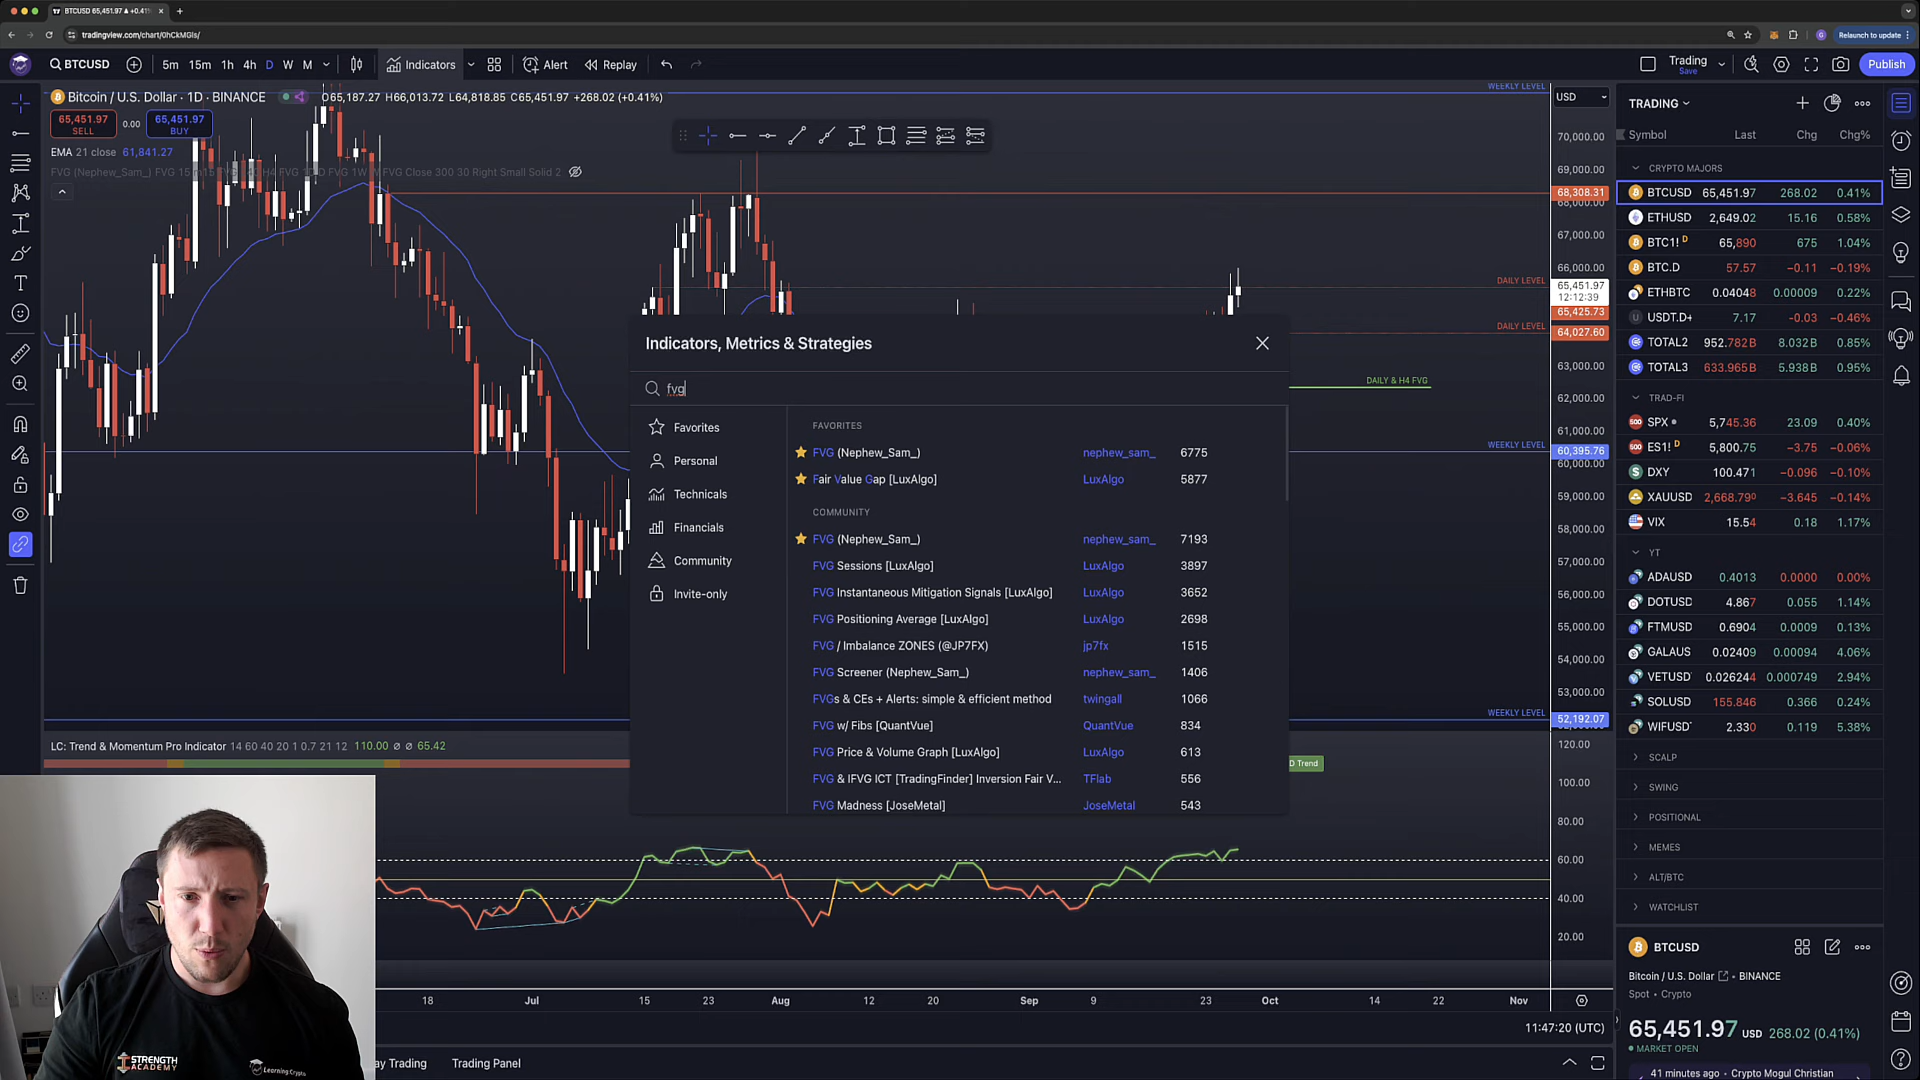 BTCUSD 65,451.97 ▲ +0.41%
tradingview.com/chart/0hCkMGls/
Relaunch to update
BTCUSD
5m 15m 1h 4h D W M
Indicators
Alert
Replay
Trading
Save
Publish
Bitcoin / U.S. Dollar · 1D · BINANCE
O65,187.27 H66,013.72 L64,818.85 C65,451.97 +268.02 (+0.41%)
65,451.97
SELL
0.00
65,451.97
BUY
EMA 21 close 61,841.27
USD
WEEKLY LEVEL
70,000.00
69,000.00
68,308.31
68,000.00
67,000.00
66,000.00
DAILY LEVEL
65,451.97
12:12:39
65,425.73
DAILY LEVEL
64,027.60
63,000.00
DAILY & H4 FVG
62,000.00
61,000.00
WEEKLY LEVEL
60,395.76
60,000.00
59,000.00
58,000.00
57,000.00
56,000.00
55,000.00
54,000.00
53,000.00
WEEKLY LEVEL
52,192.07
Indicators, Metrics & Strategies
fvg
Favorites
Personal
Technicals
Financials
Community
Invite-only
FAVORITES
FVG (Nephew_Sam_) nephew_sam_ 6775
Fair Value Gap [LuxAlgo] LuxAlgo 5877
COMMUNITY
FVG (Nephew_Sam_) nephew_sam_ 7193
FVG Sessions [LuxAlgo] LuxAlgo 3897
FVG Instantaneous Mitigation Signals [LuxAlgo] LuxAlgo 3652
FVG Positioning Average [LuxAlgo] LuxAlgo 2698
FVG / Imbalance ZONES (@JP7FX) jp7fx 1515
FVG Screener (Nephew_Sam_) nephew_sam_ 1406
FVGs & CEs + Alerts: simple & efficient method twingall 1066
FVG w/ Fibs [QuantVue] QuantVue 834
FVG Price & Volume Graph [LuxAlgo] LuxAlgo 613
FVG & IFVG ICT [TradingFinder] Inversion Fair V... TFlab 556
FVG Madness [JoseMetal] JoseMetal 543
LC: Trend & Momentum Pro Indicator 14 60 40 20 1 0.7 21 12 110.00 ⌀ ⌀ 65.42
D Trend
120.00
100.00
80.00
60.00
40.00
20.00
18 Jul 15 23 Aug 12 20 Sep 9 23 Oct 14 22 Nov
11:47:20 (UTC)
Trading
Trading Panel
STRENGTH
ACADEMY
Learning Crypto
TRADING
Symbol Last Chg Chg%
CRYPTO MAJORS
BTCUSD 65,451.97 268.02 0.41%
ETHUSD 2,649.02 15.16 0.58%
BTC1! D 65,890 675 1.04%
BTC.D 57.57 −0.11 −0.19%
ETHBTC 0.04048 0.00009 0.22%
USDT.D+ 7.17 −0.03 −0.46%
TOTAL2 952.782B 8.032B 0.85%
TOTAL3 633.965B 5.938B 0.95%
TRAD-FI
SPX 5,745.36 23.09 0.40%
ES1! D 5,800.75 −3.75 −0.06%
DXY 100.471 −0.096 −0.10%
XAUUSD 2,668.790 −3.645 −0.14%
VIX 15.54 0.18 1.17%
YT
ADAUSD 0.4013 0.0000 0.00%
DOTUSD 4.867 0.055 1.14%
FTMUSD 0.6904 0.0009 0.13%
GALAUS 0.02409 0.00094 4.06%
VETUSD 0.026244 0.000749 2.94%
SOLUSD 155.846 0.366 0.24%
WIFUSD 2.330 0.119 5.38%
SCALP
SWING
POSITIONAL
MEMES
ALT/BTC
WATCHLIST
BTCUSD
Bitcoin / U.S. Dollar • BINANCE
Spot • Crypto
65,451.97 USD 268.02 (0.41%)
MARKET OPEN
41 minutes ago • Crypto Mogul Christian